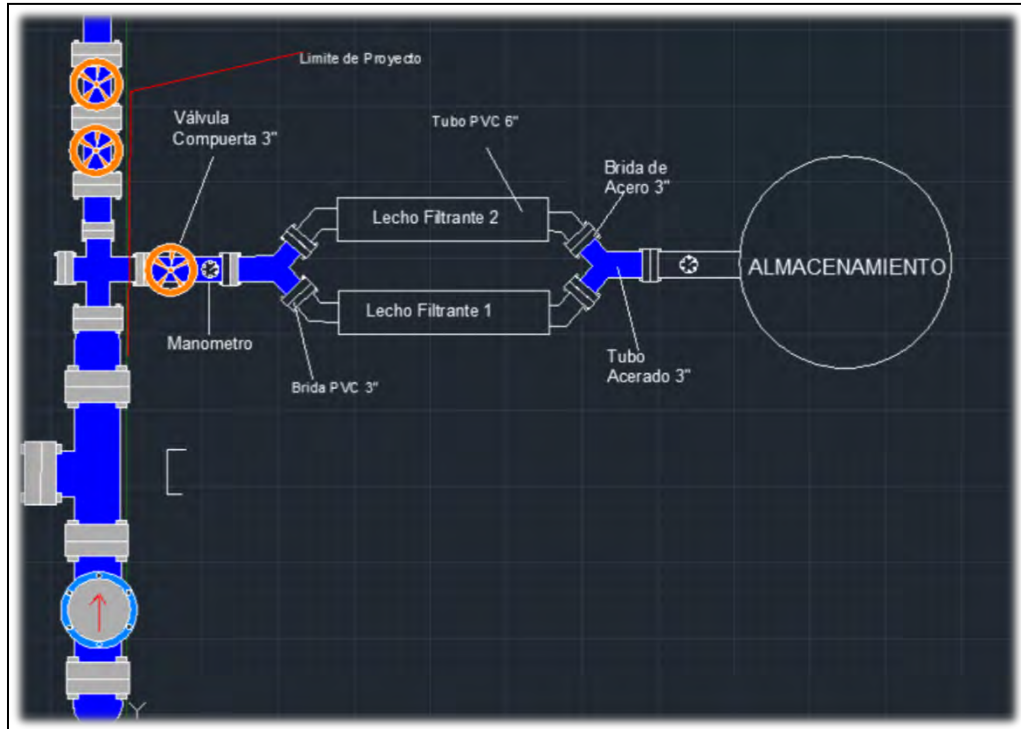 Limite de Proyecto
Válvula
Compuerta 3"
Tubo PVC 6"
Brida de
Acero 3"
Lecho Filtrante 2
ALMACENAMIENTO
Lecho Filtrante 1
Manometro
Brida PVC 3"
Tubo
Acerado 3"
Y